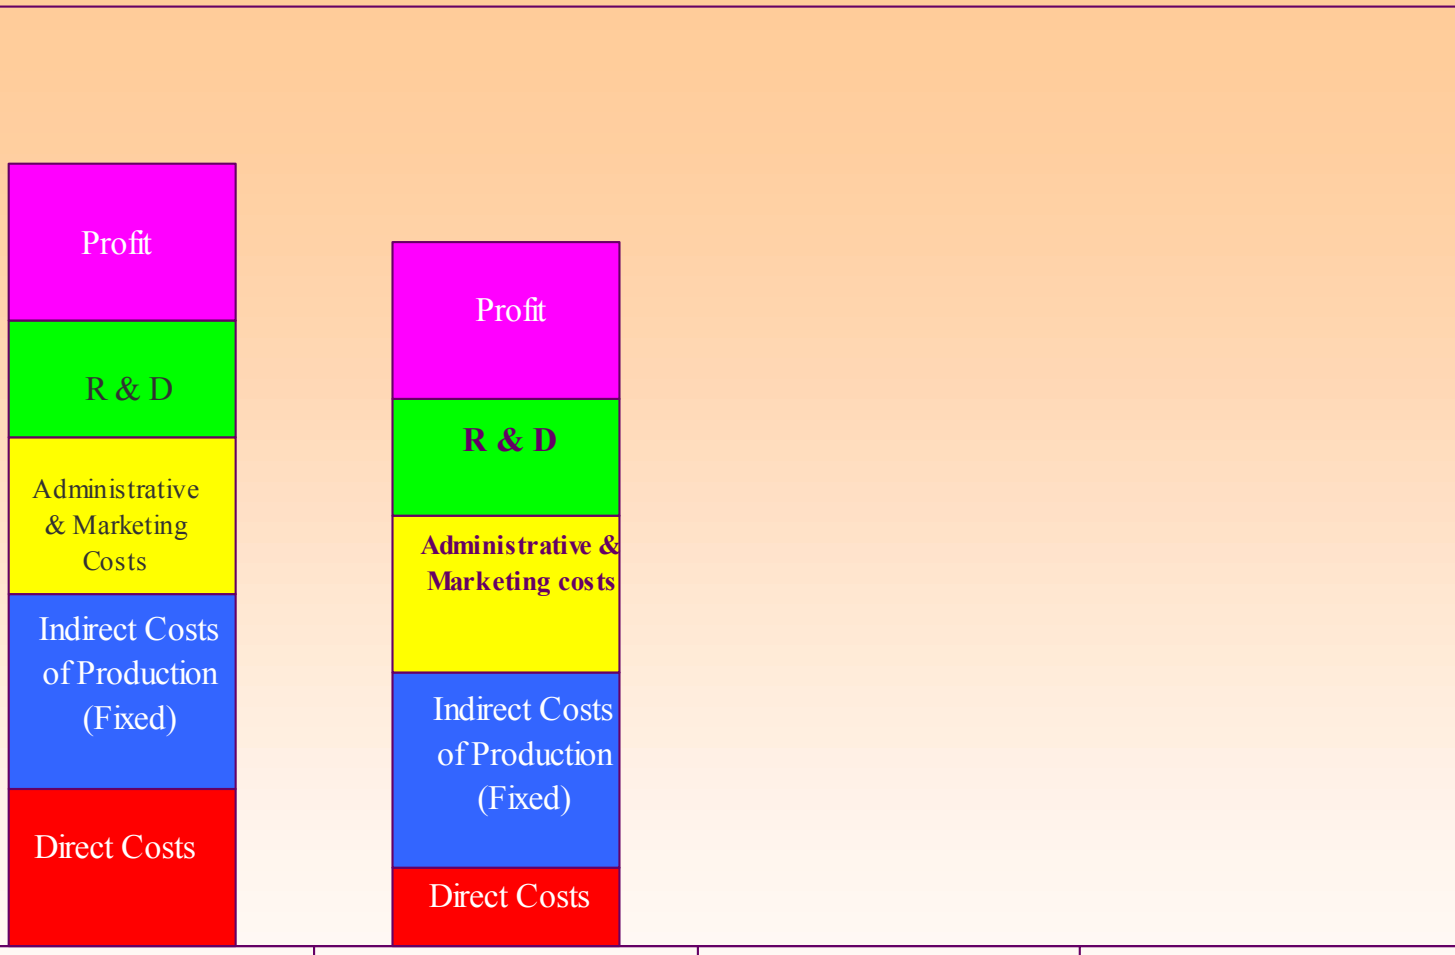 Profit
R & D
Administrative
& Marketing
Costs
Indirect Costs
of Production
(Fixed)
Direct Costs
Profit
R & D
Administrative &
Marketing costs
Indirect Costs
of Production
(Fixed)
Direct Costs